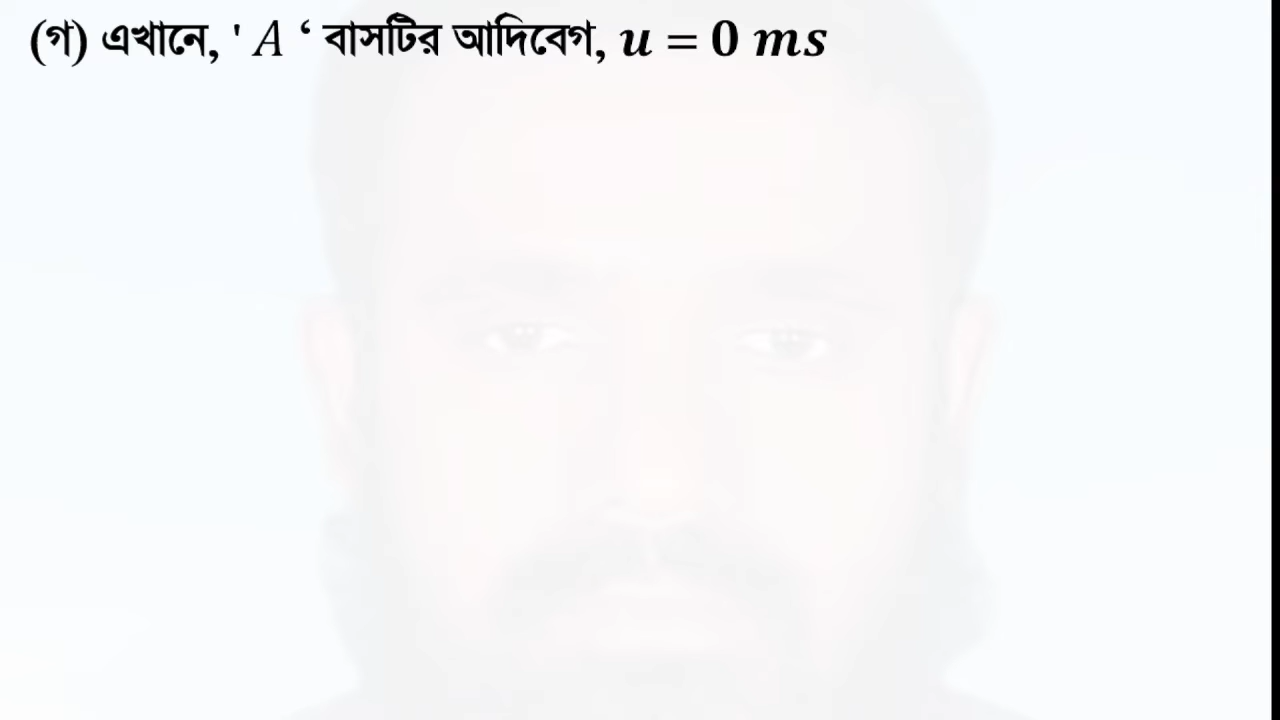 (গ) এখানে, ' A ‘ বাসটির আদিবেগ, u = 0 ms